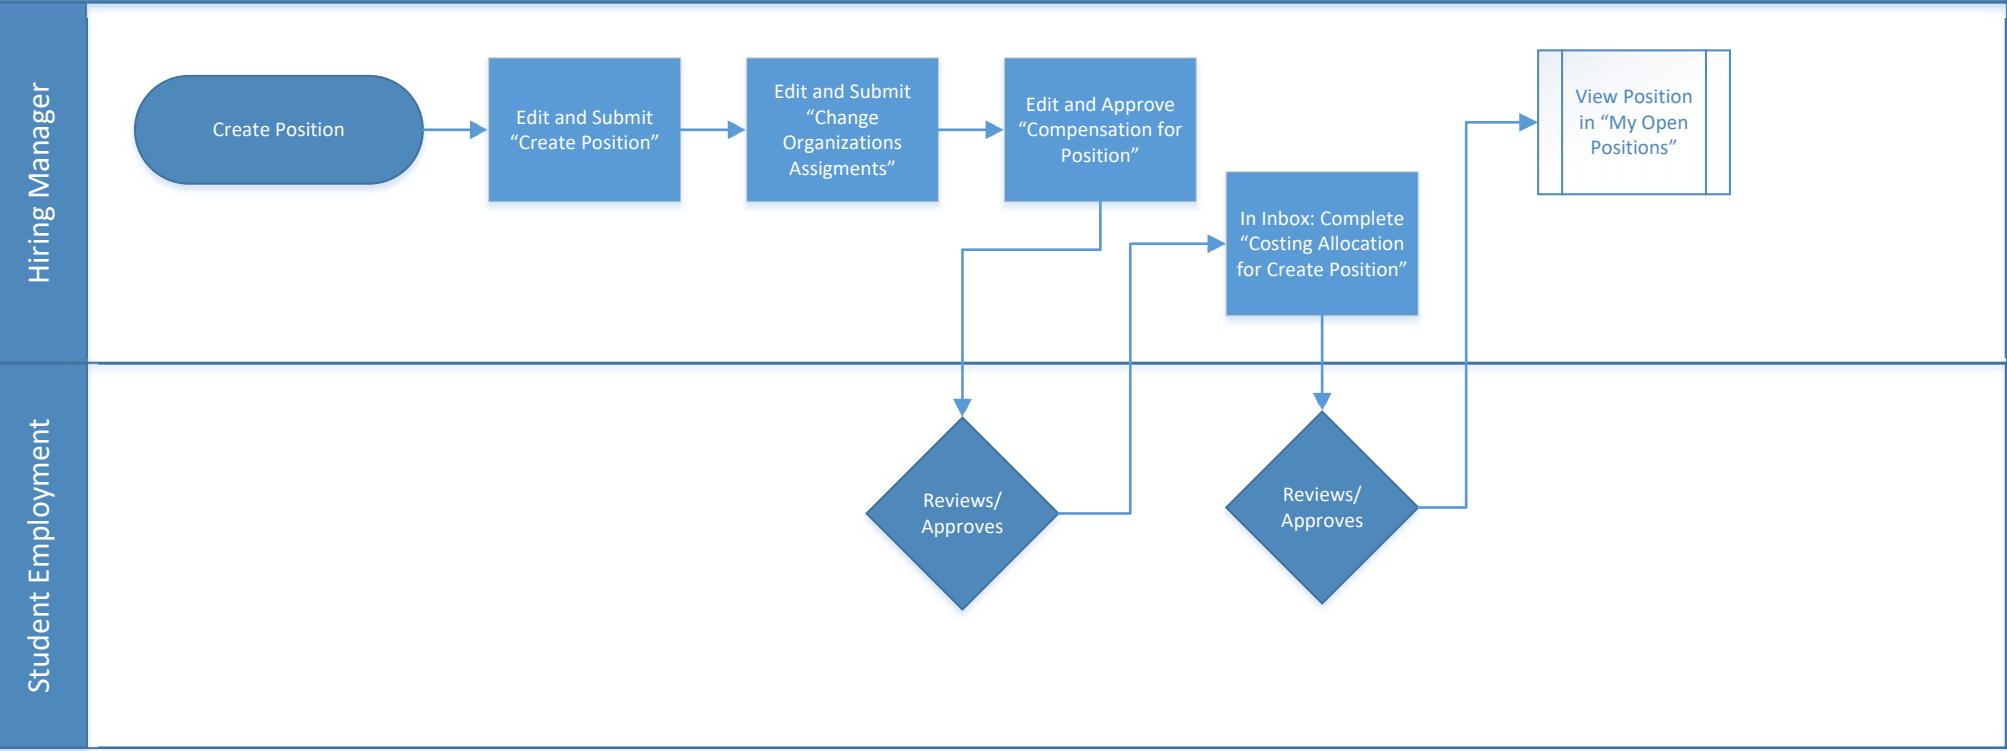 Hiring Manager
Create Position
Edit and Submit
“Create Position”
Edit and Submit
“Change
Organizations
Assigments”
Edit and Approve
“Compensation for
Position”
In Inbox: Complete
“Costing Allocation
for Create Position”
View Position
in “My Open
Positions”
Student Employment
Reviews/
Approves
Reviews/
Approves